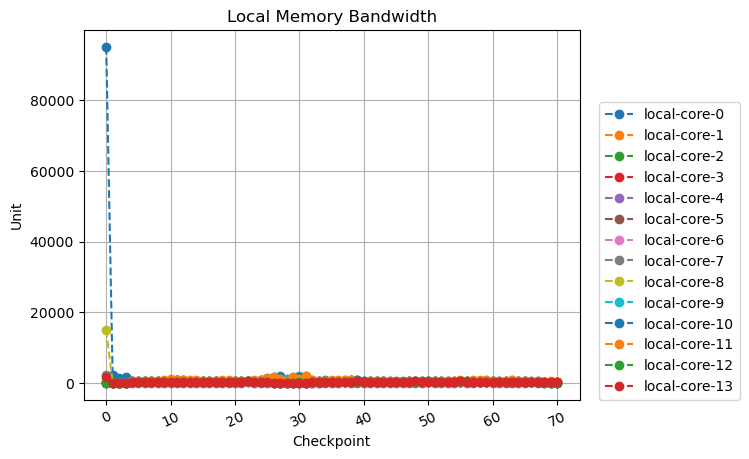 Local Memory Bandwidth
Unit
80000
60000
40000
20000
0
0 10 20 30 40 50 60 70
Checkpoint
local-core-0
local-core-1
local-core-2
local-core-3
local-core-4
local-core-5
local-core-6
local-core-7
local-core-8
local-core-9
local-core-10
local-core-11
local-core-12
local-core-13